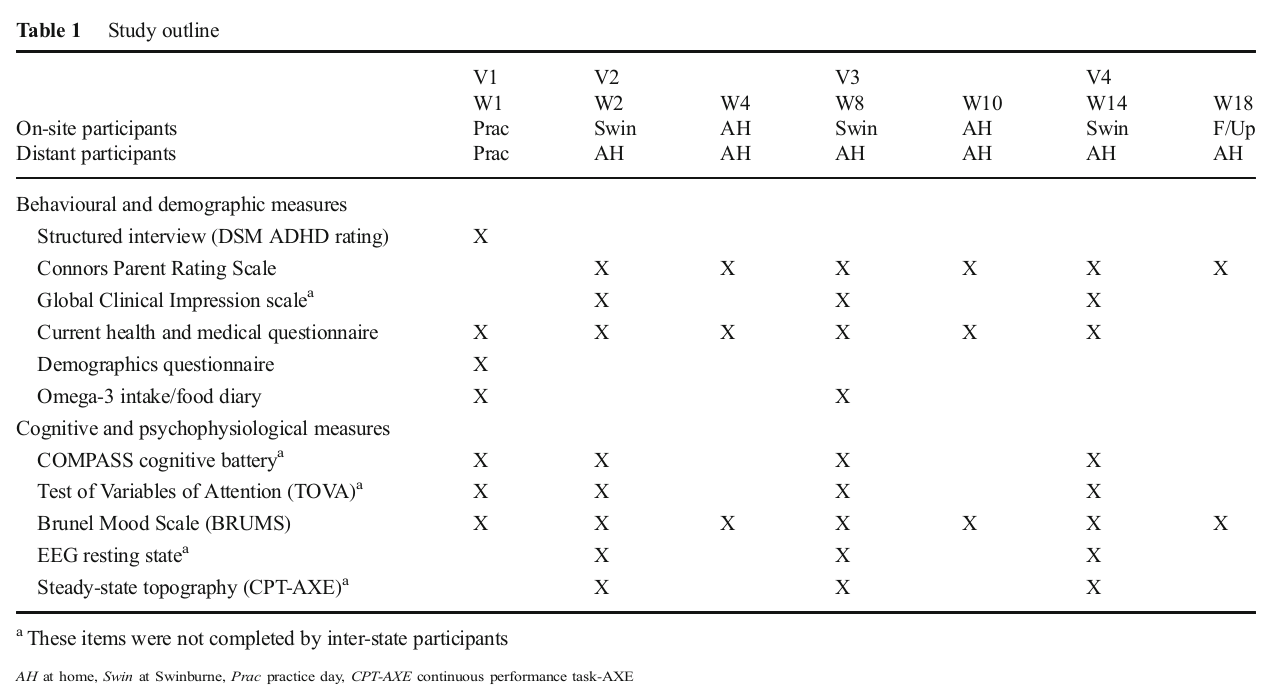 Table 1 Study outline
V1 V2 V3 V4
W1 W2 W4 W8 W10 W14 W18
On-site participants Prac Swin AH Swin AH Swin F/Up
Distant participants Prac AH AH AH AH AH AH
Behavioural and demographic measures
Structured interview (DSM ADHD rating) X
Connors Parent Rating Scale X X X X X X
Global Clinical Impression scaleᵃ X X X
Current health and medical questionnaire X X X X X X
Demographics questionnaire X
Omega-3 intake/food diary X X
Cognitive and psychophysiological measures
COMPASS cognitive batteryᵃ X X X X
Test of Variables of Attention (TOVA)ᵃ X X X X
Brunel Mood Scale (BRUMS) X X X X X X X
EEG resting stateᵃ X X X
Steady-state topography (CPT-AXE)ᵃ X X X
ᵃ These items were not completed by inter-state participants
AH at home, Swin at Swinburne, Prac practice day, CPT-AXE continuous performance task-AXE